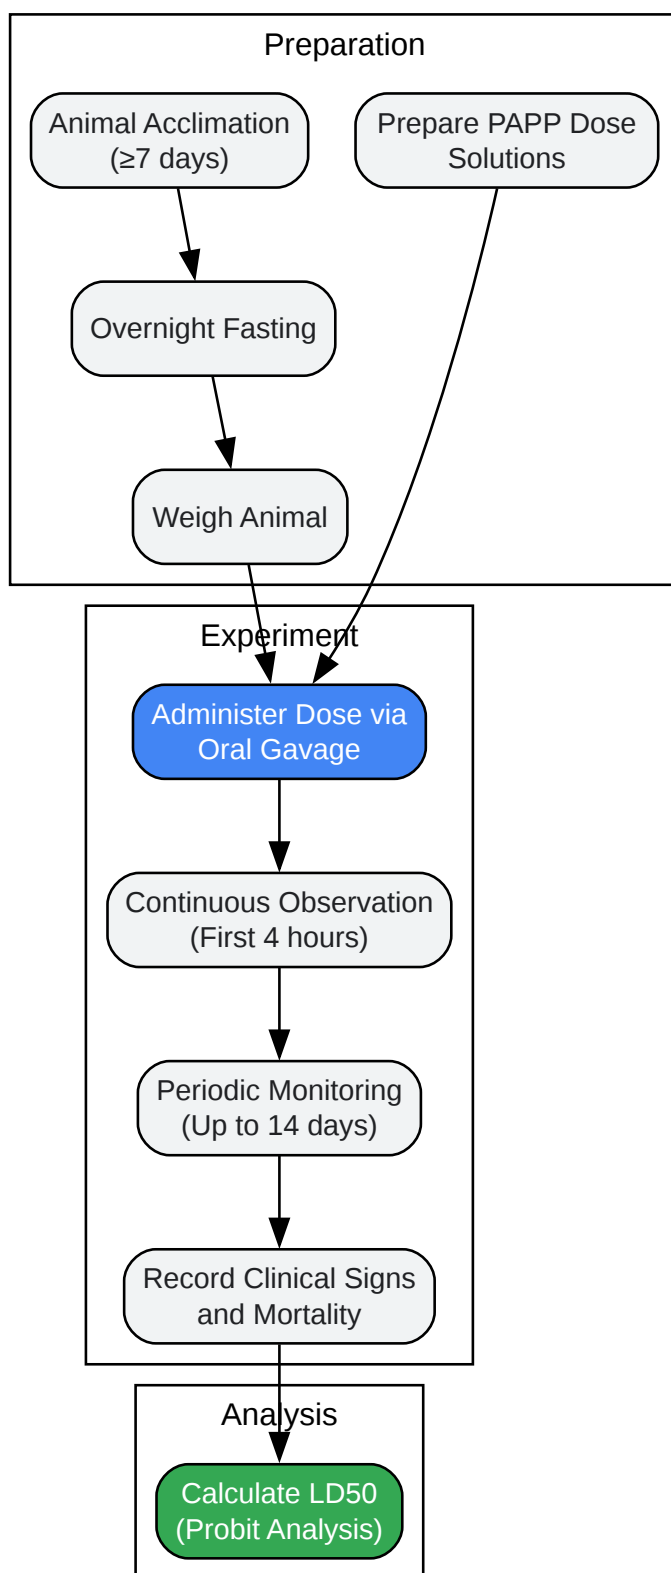 Preparation
Animal Acclimation
(≥7 days)
Prepare PAPP Dose
Solutions
Overnight Fasting
Weigh Animal
Experiment
Administer Dose via
Oral Gavage
Continuous Observation
(First 4 hours)
Periodic Monitoring
(Up to 14 days)
Record Clinical Signs
and Mortality
Analysis
Calculate LD50
(Probit Analysis)